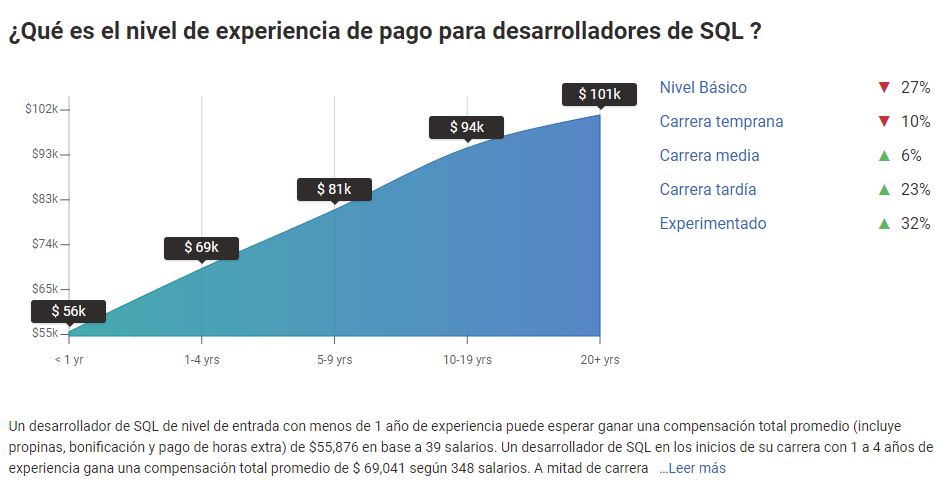 ¿Qué es el nivel de experiencia de pago para desarrolladores de SQL ?
$102k
$93k
$83k
$74k
$65k
$55k
$ 56k
$ 69k
$ 81k
$ 94k
$ 101k
< 1 yr
1-4 yrs
5-9 yrs
10-19 yrs
20+ yrs
Nivel Básico ▼ 27%
Carrera temprana ▼ 10%
Carrera media ▲ 6%
Carrera tardía ▲ 23%
Experimentado ▲ 32%
Un desarrollador de SQL de nivel de entrada con menos de 1 año de experiencia puede esperar ganar una compensación total promedio (incluye
propinas, bonificación y pago de horas extra) de $55,876 en base a 39 salarios. Un desarrollador de SQL en los inicios de su carrera con 1 a 4 años de
experiencia gana una compensación total promedio de $ 69,041 según 348 salarios. A mitad de carrera ...Leer más